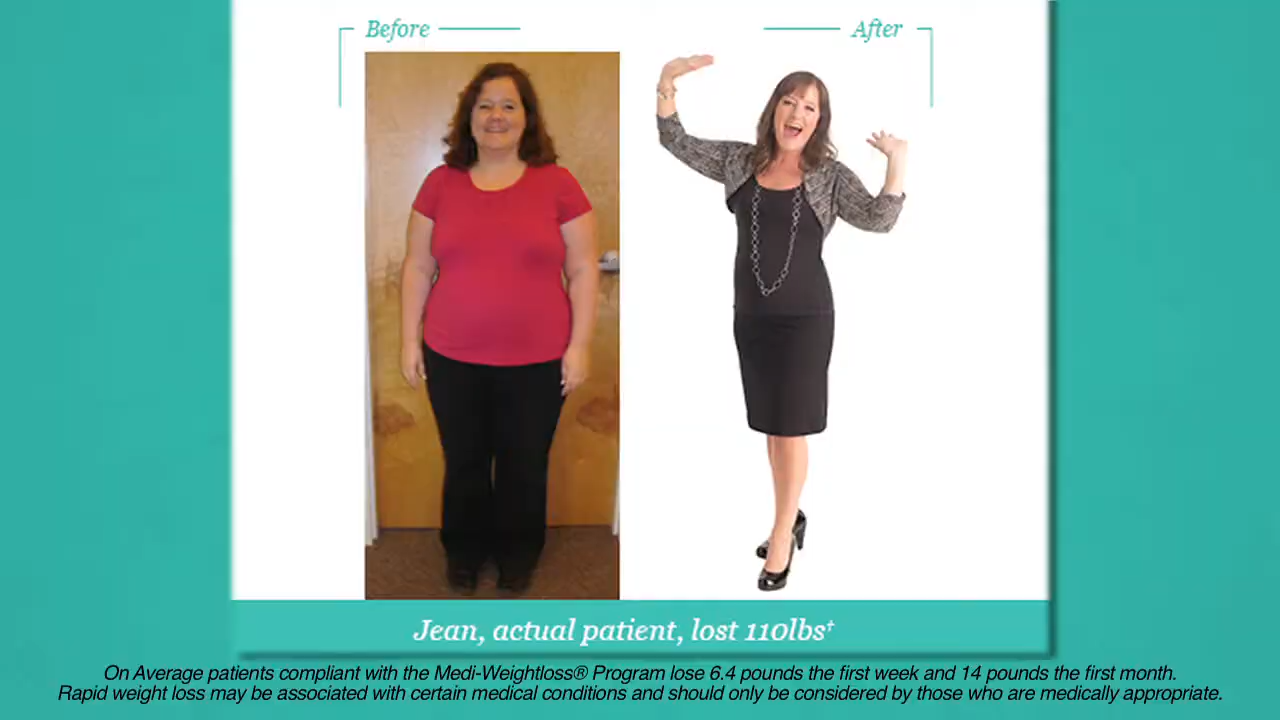 Before
After
Jean, actual patient, lost 110lbs†
On Average patients compliant with the Medi-Weightloss® Program lose 6.4 pounds the first week and 14 pounds the first month.
Rapid weight loss may be associated with certain medical conditions and should only be considered by those who are medically appropriate.